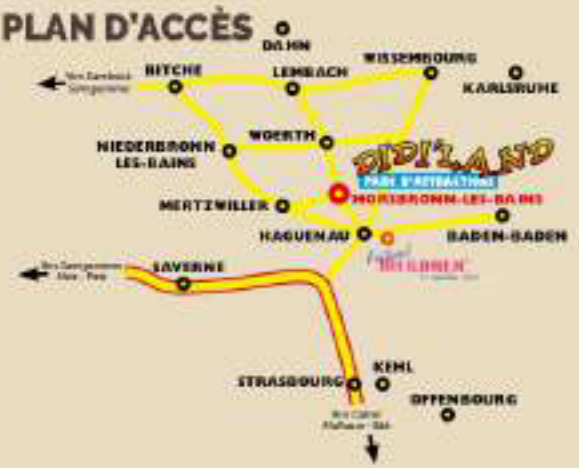 PLAN D'ACCÈS
DAHN
WISSEMBOURG
BITCHE
LEMBACH
KARLSRUHE
NIEDERBRONN
LES-BAINS
WOERTH
DIDI'LAND
PARC D'ATTRACTIONS
MORSBRONN-LES-BAINS
MERTZWILLER
HAGUENAU
BADEN-BADEN
SAVERNE
STRASBOURG
KEHL
OFFENBOURG